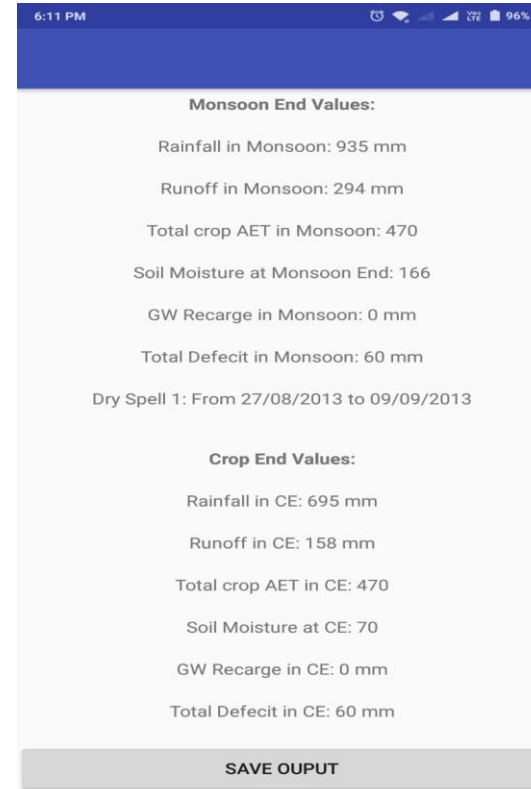 6:11 PM VoU LTE 96%
Monsoon End Values:
Rainfall in Monsoon: 935 mm
Runoff in Monsoon: 294 mm
Total crop AET in Monsoon: 470
Soil Moisture at Monsoon End: 166
GW Recarge in Monsoon: 0 mm
Total Defecit in Monsoon: 60 mm
Dry Spell 1: From 27/08/2013 to 09/09/2013
Crop End Values:
Rainfall in CE: 695 mm
Runoff in CE: 158 mm
Total crop AET in CE: 470
Soil Moisture at CE: 70
GW Recarge in CE: 0 mm
Total Defecit in CE: 60 mm
SAVE OUPUT